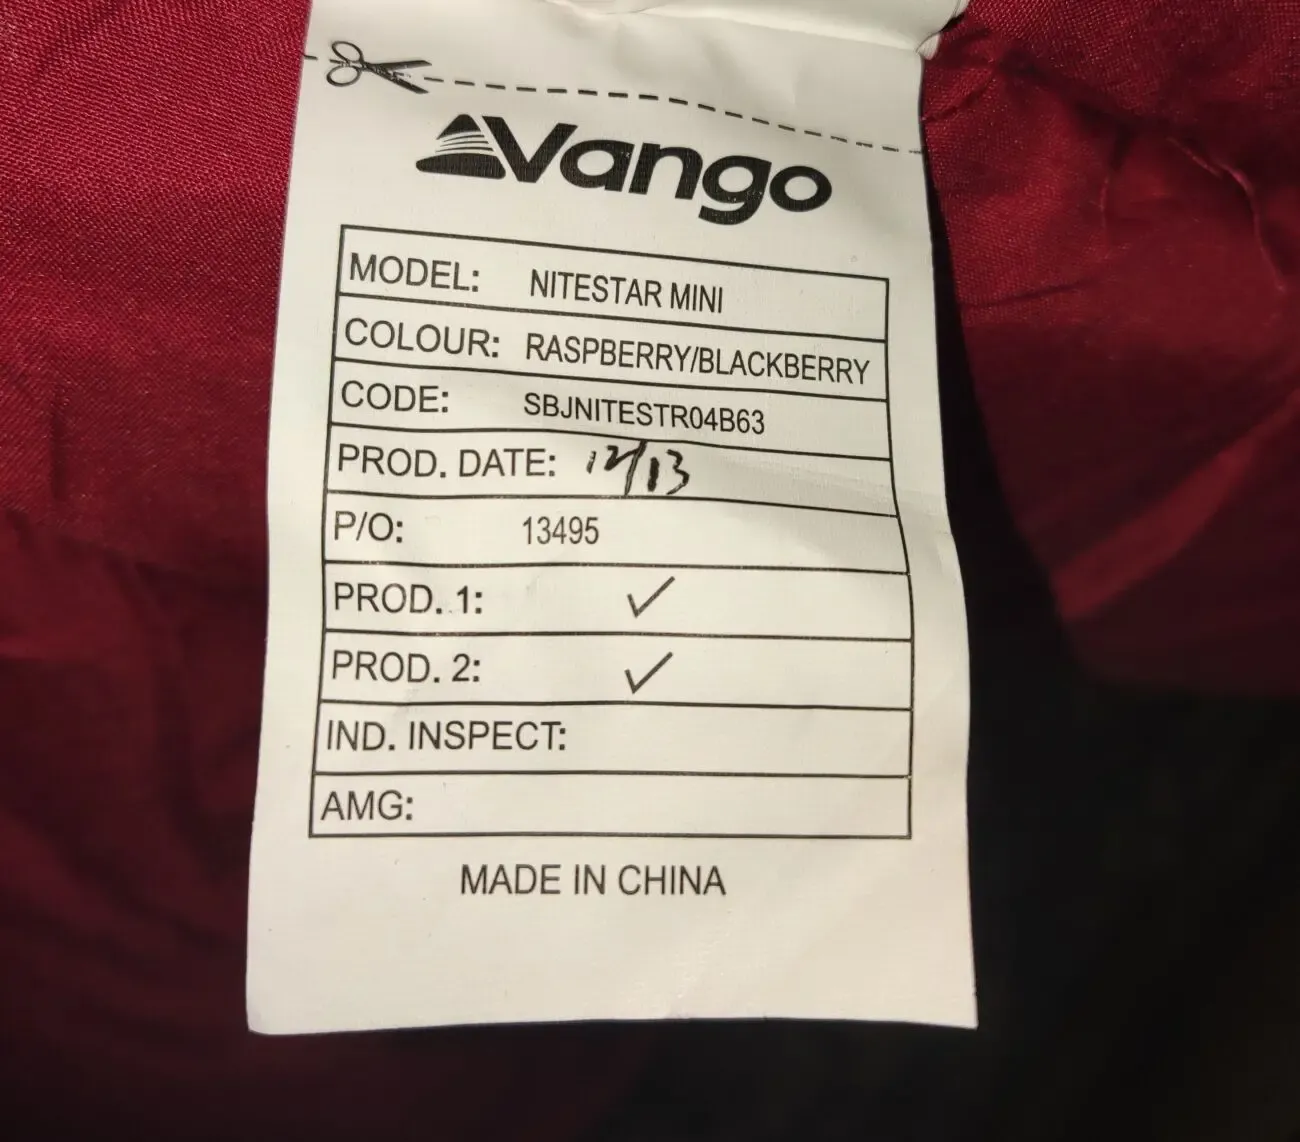 Vango
MODEL: NITESTAR MINI
COLOUR: RASPBERRY/BLACKBERRY
CODE: SBJNITESTR04B63
PROD. DATE: 12/13
P/O: 13495
PROD. 1: ✓
PROD. 2: ✓
IND. INSPECT:
AMG:
MADE IN CHINA